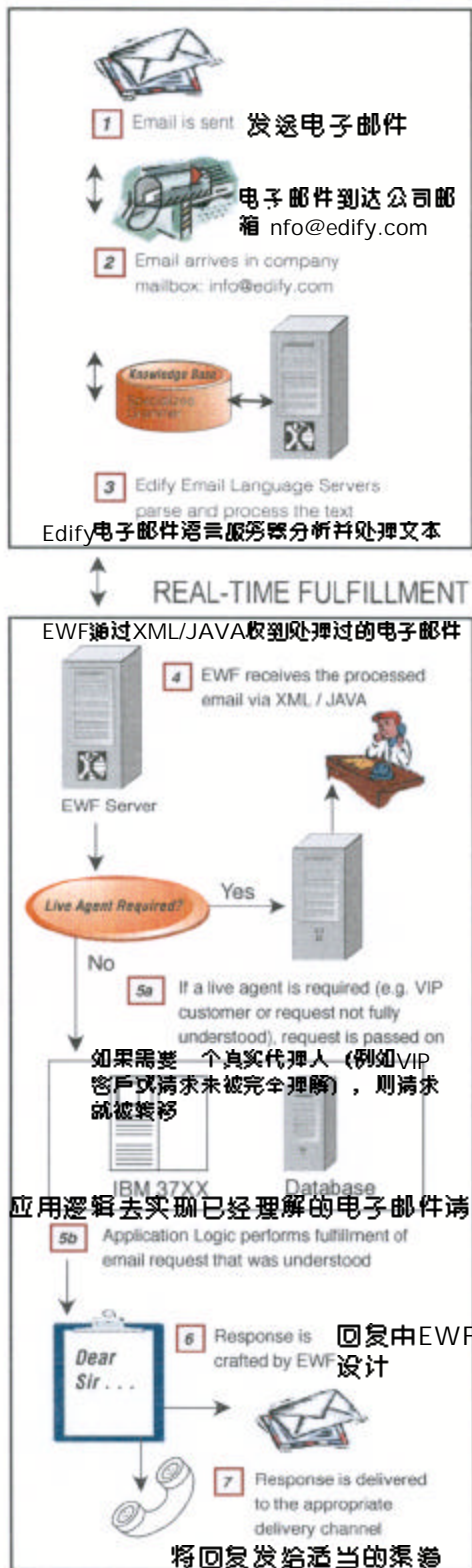 1 Email is sent 发送电子邮件
电子邮件到达公司邮
箱 nfo@edify.com
2 Email arrives in company
mailbox: info@edify.com
Knowledge Base
3 Edify Email Language Servers
parse and process the text
Edify电子邮件语言服务器分析并处理文本
REAL-TIME FULFILLMENT
EWF通过XML/JAVA收到处理过的电子邮件
4 EWF receives the processed
email via XML / JAVA
EWF Server
Live Agent Required?
Yes
No
5a If a live agent is required (e.g. VIP
customer or request not fully
understood), request is passed on
如果需要 个真实代理人（例如VIP
客户或请求未被完全理解），则请求
就被转移
IBM 37XX
Database
应用逻辑去实现已经理解的电子邮件请
5b Application Logic performs fulfillment of
email request that was understood
6 Response is
crafted by EWF
回复由EWF
设计
Dear
Sir . . .
7 Response is delivered
to the appropriate
delivery channel
将回复发给适当的渠道